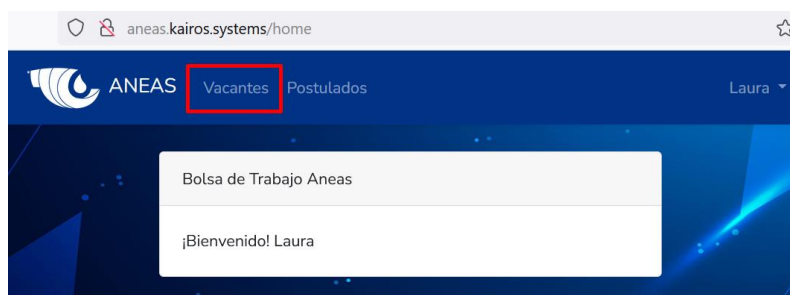 aneas.kairos.systems/home
ANEAS Vacantes Postulados Laura
Bolsa de Trabajo Aneas
¡Bienvenido! Laura